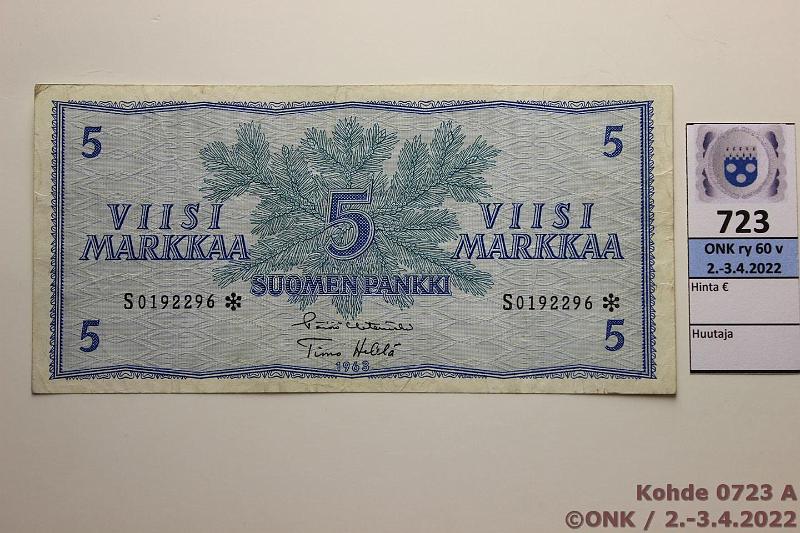 5 5
5
VIISI MARKKAA
VIISI MARKKAA
SUOMEN PANKKI
S0192296 * S0192296 *
5 5
Timo Helelä
1963
723
ONK ry 60 v
2.-3.4.2022
Hinta €
Huutaja
Kohde 0723 A
©ONK / 2.-3.4.2022